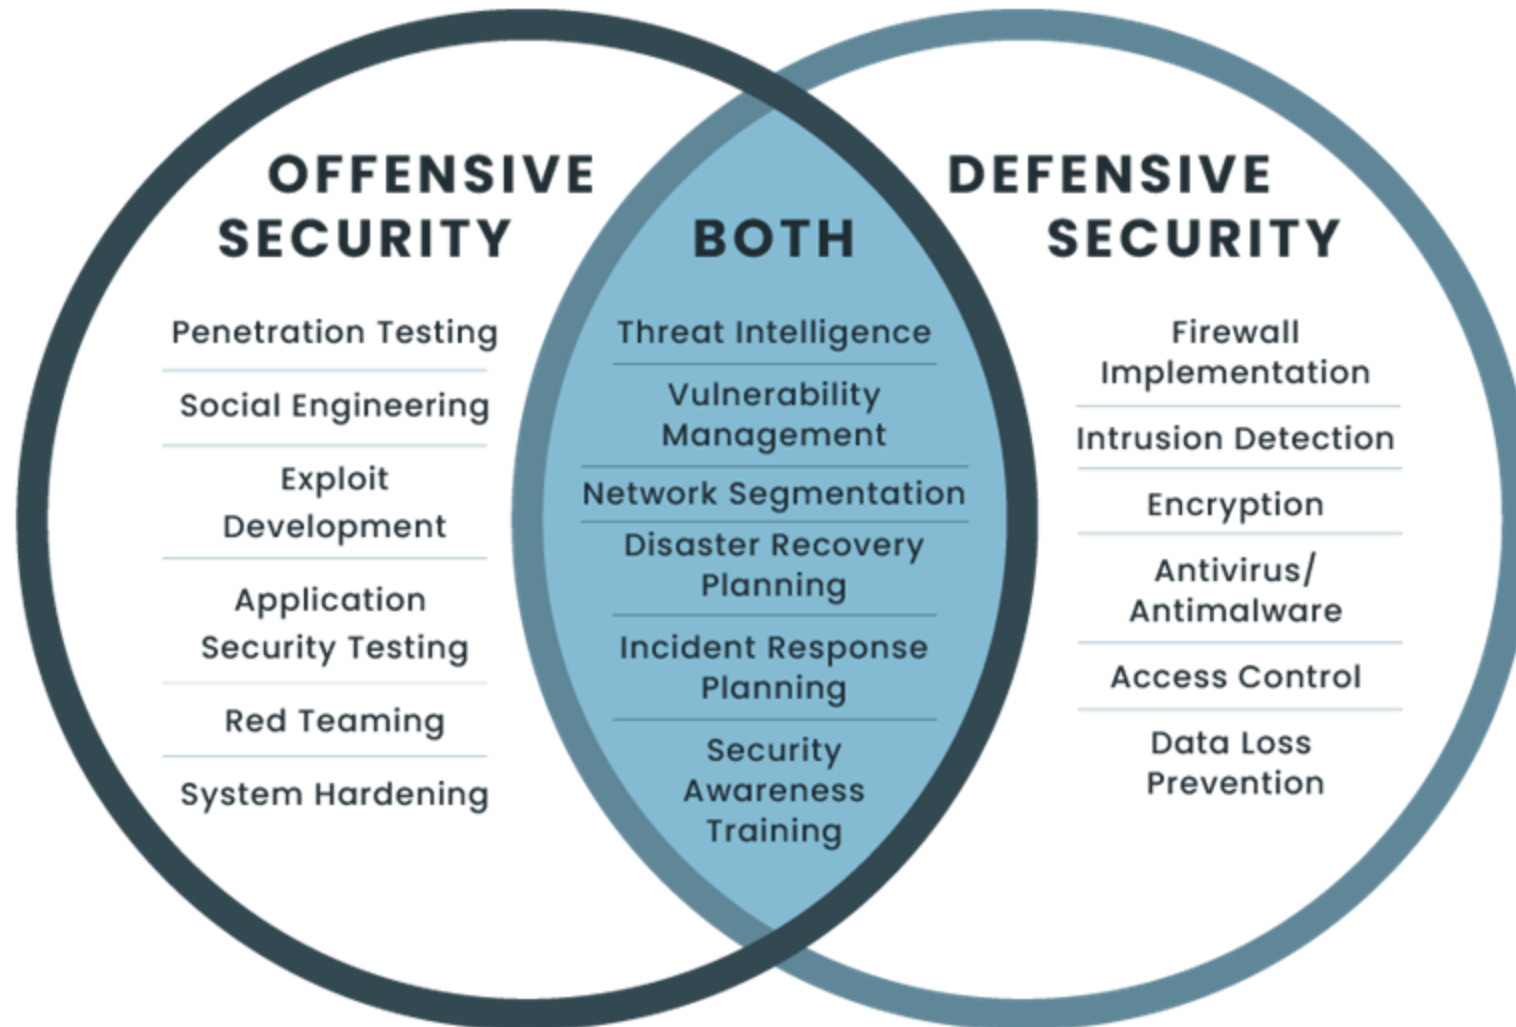 OFFENSIVE
SECURITY
Penetration Testing
Social Engineering
Exploit
Development
Application
Security Testing
Red Teaming
System Hardening
BOTH
Threat Intelligence
Vulnerability
Management
Network Segmentation
Disaster Recovery
Planning
Incident Response
Planning
Security
Awareness
Training
DEFENSIVE
SECURITY
Firewall
Implementation
Intrusion Detection
Encryption
Antivirus/
Antimalware
Access Control
Data Loss
Prevention